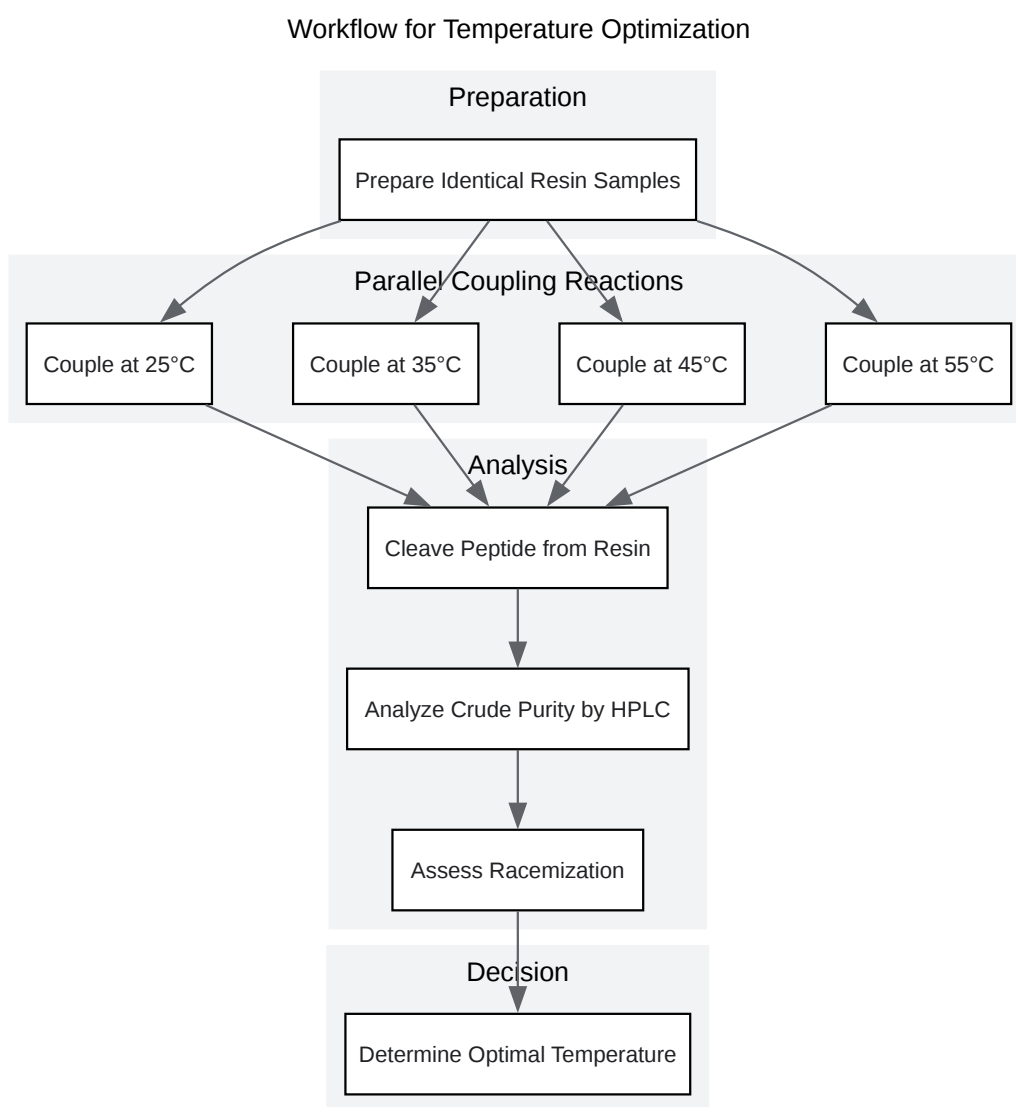 Workflow for Temperature Optimization
Preparation
Prepare Identical Resin Samples
Parallel Coupling Reactions
Couple at 25°C
Couple at 35°C
Couple at 45°C
Couple at 55°C
Analysis
Cleave Peptide from Resin
Analyze Crude Purity by HPLC
Assess Racemization
Decision
Determine Optimal Temperature